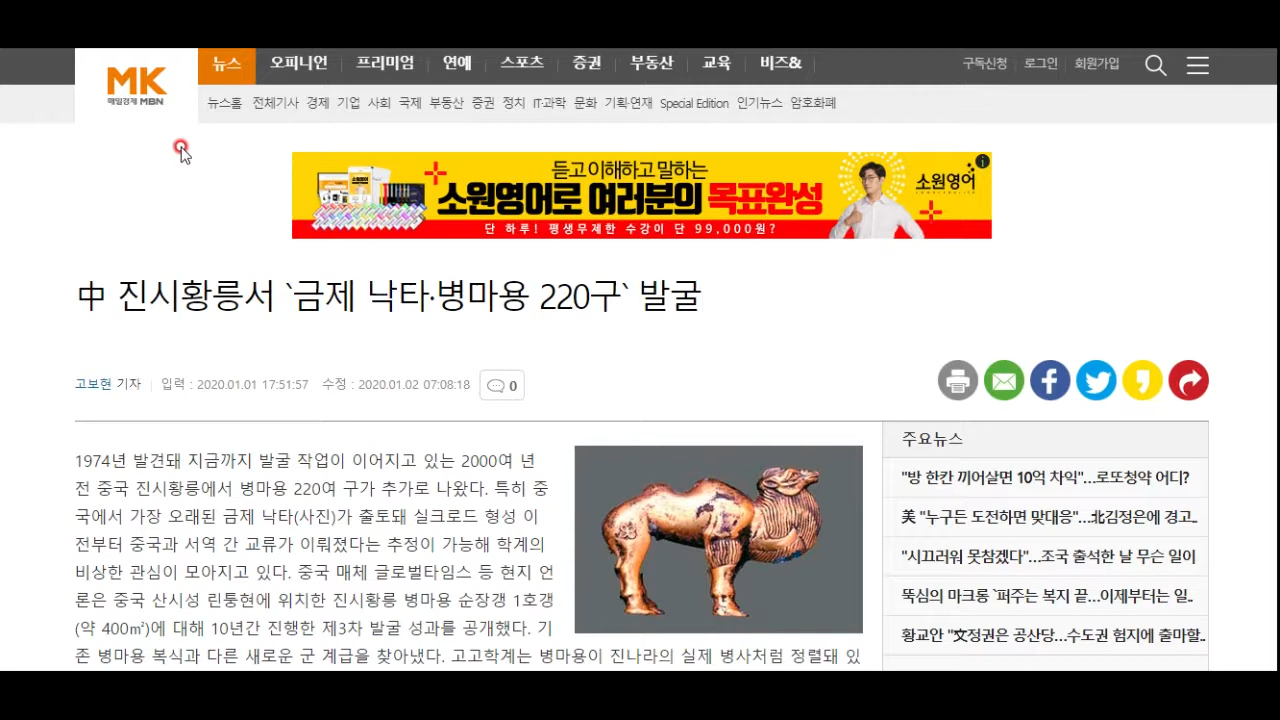 MK
매일경제 MBN
뉴스 오피니언 프리미엄 연예 스포츠 증권 부동산 교육 비즈&
구독신청 로그인 회원가입
뉴스홈 전체기사 경제 기업 사회 국제 부동산 증권 정치 IT·과학 문화 기획·연재 Special Edition 인기뉴스 암호화폐
듣고 이해하고 말하는
소원영어로 여러분의 목표완성
단 하루! 평생무제한 수강이 단 99,000원?
소원영어
中 진시황릉서 `금제 낙타·병마용 220구` 발굴
고보현 기자 입력 : 2020.01.01 17:51:57 수정 : 2020.01.02 07:08:18 0
1974년 발견돼 지금까지 발굴 작업이 이어지고 있는 2000여 년
전 중국 진시황릉에서 병마용 220여 구가 추가로 나왔다. 특히 중
국에서 가장 오래된 금제 낙타(사진)가 출토돼 실크로드 형성 이
전부터 중국과 서역 간 교류가 이뤄졌다는 추정이 가능해 학계의
비상한 관심이 모아지고 있다. 중국 매체 글로벌타임스 등 현지 언
론은 중국 산시성 린퉁현에 위치한 진시황릉 병마용 순장갱 1호갱
(약 400㎡)에 대해 10년간 진행한 제3차 발굴 성과를 공개했다. 기
존 병마용 복식과 다른 새로운 군 계급을 찾아냈다. 고고학계는 병마용이 진나라의 실제 병사처럼 정렬돼 있
주요뉴스
"방 한칸 끼어살면 10억 차익"...로또청약 어디?
美 "누구든 도전하면 맞대응"...北김정은에 경고..
"시끄러워 못참겠다"...조국 출석한 날 무슨 일이
뚝심의 마크롱 `퍼주는 복지 끝...이제부터는 일..
황교안 "文정권은 공산당...수도권 험지에 출마할..